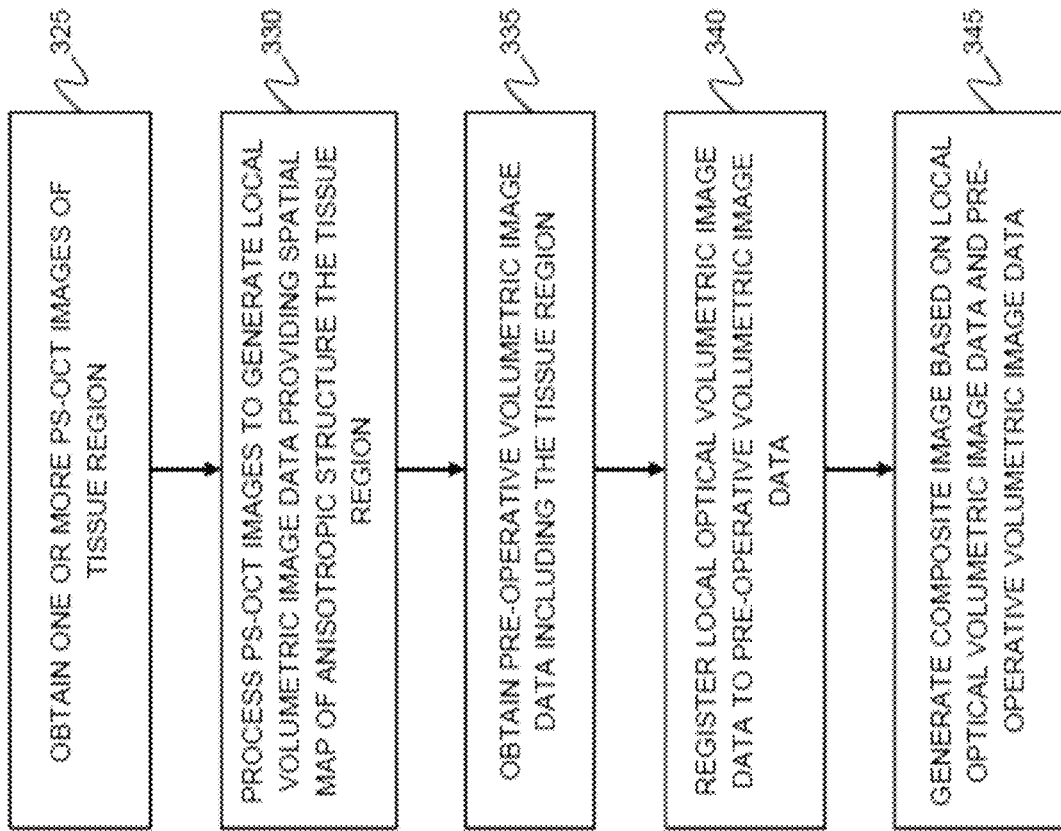 OBTAIN ONE OR MORE PS-OCT IMAGES OF
TISSUE REGION
325
PROCESS PS-OCT IMAGES TO GENERATE LOCAL
VOLUMETRIC IMAGE DATA PROVIDING SPATIAL
MAP OF ANISOTROPIC STRUCTURE THE TISSUE
REGION
330
OBTAIN PRE-OPERATIVE VOLUMETRIC IMAGE
DATA INCLUDING THE TISSUE REGION
335
REGISTER LOCAL OPTICAL VOLUMETRIC IMAGE
DATA TO PRE-OPERATIVE VOLUMETRIC IMAGE
DATA
340
GENERATE COMPOSITE IMAGE BASED ON LOCAL
OPTICAL VOLUMETRIC IMAGE DATA AND PRE-
OPERATIVE VOLUMETRIC IMAGE DATA
345